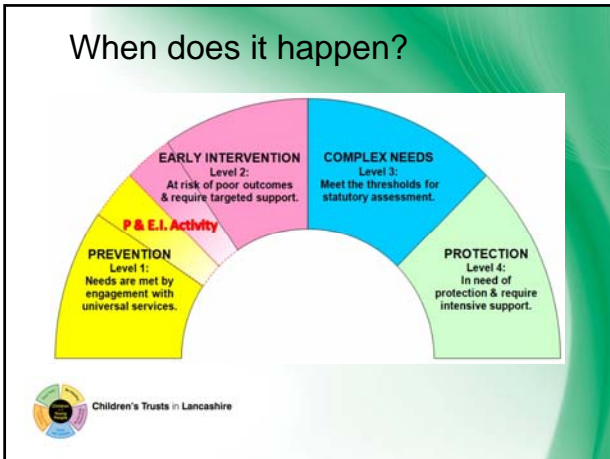 When does it happen?
EARLY INTERVENTION
Level 2:
At risk of poor outcomes
& require targeted support.
COMPLEX NEEDS
Level 3:
Meet the thresholds for
statutory assessment.
P & E.I. Activity
PREVENTION
Level 1:
Needs are met by
engagement with
universal services.
PROTECTION
Level 4:
In need of
protection & require
intensive support.
Children's Trusts in Lancashire